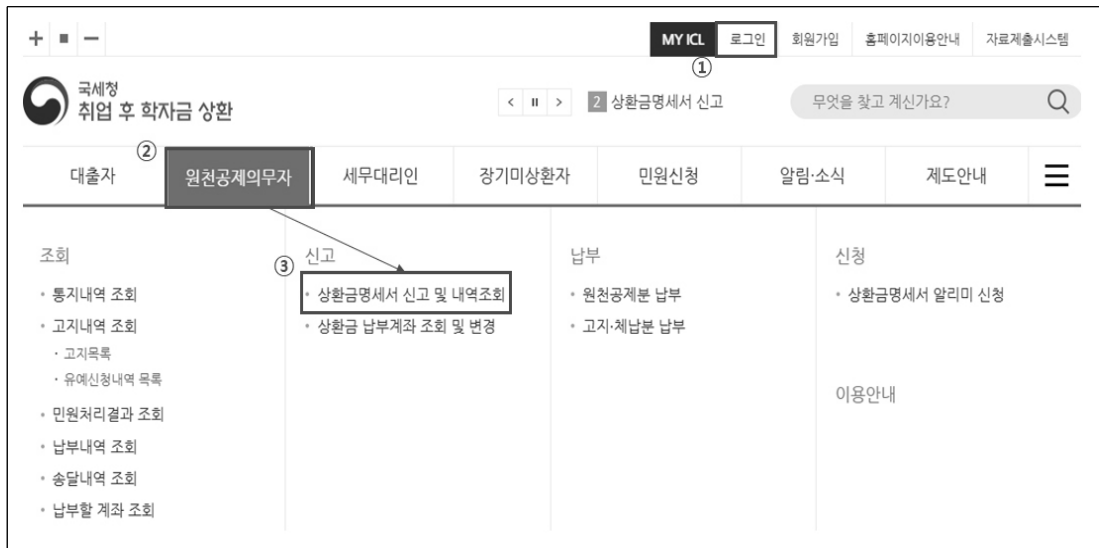 MY ICL 로그인 회원가입 홈페이지이용안내 자료제출시스템
①
국세청
취업 후 학자금 상환
2 상환금명세서 신고
무엇을 찾고 계신가요?
②
대출자 원천공제의무자 세무대리인 장기미상환자 민원신청 알림·소식 제도안내
조회
• 통지내역 조회
• 고지내역 조회
· 고지목록
· 유예신청내역 목록
• 민원처리결과 조회
• 납부내역 조회
• 송달내역 조회
• 납부할 계좌 조회
③
신고
• 상환금명세서 신고 및 내역조회
• 상환금 납부계좌 조회 및 변경
납부
• 원천공제분 납부
• 고지·체납분 납부
신청
• 상환금명세서 알리미 신청
이용안내